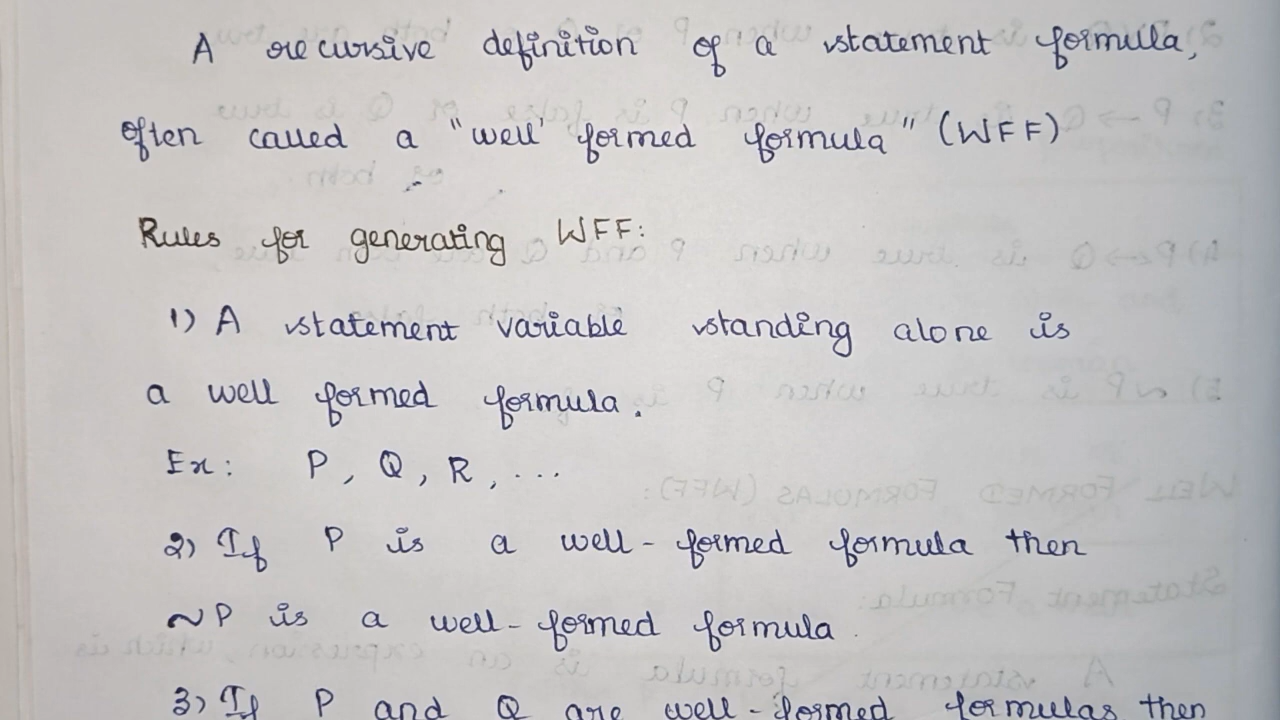 A recursive definition of a statement formula,
often called a "well' formed formula" (WFF)
Rules for generating WFF:
1) A statement variable standing alone is
a well formed formula.
Ex: P, Q, R, ...
2) If P is a well-formed formula then
~P is a well-formed formula.
3) If P and Q are well-formed formulas then